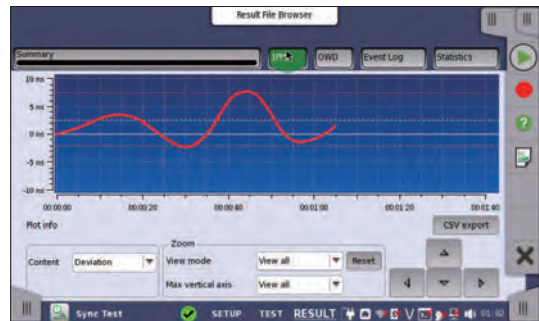 Result File Browser
Summary
1PPS
OWD
Event Log
Statistics
10 ns
5 ns
0 ns
-5 ns
-10 ns
00:00:00
00:00:20
00:00:40
00:01:00
00:01:20
00:01:40
Plot info
CSV export
Zoom
Content
Deviation
View mode
View all
Reset
Max vertical axis
View all
Sync Test
SETUP
TEST
RESULT
01:02